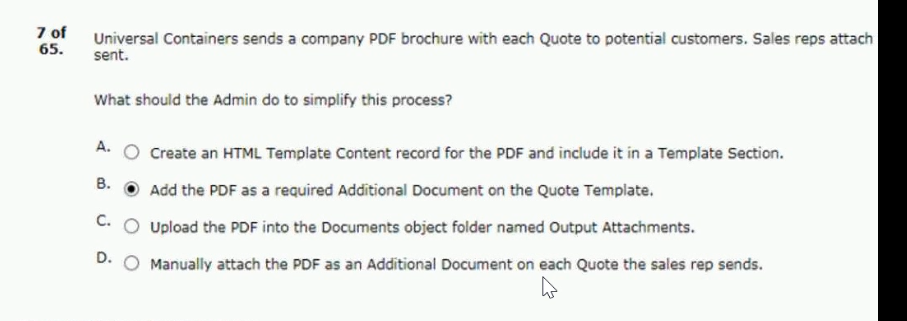 7 of
65.
Universal Containers sends a company PDF brochure with each Quote to potential customers. Sales reps attach
sent.
What should the Admin do to simplify this process?
A. Create an HTML Template Content record for the PDF and include it in a Template Section.
B. Add the PDF as a required Additional Document on the Quote Template.
C. Upload the PDF into the Documents object folder named Output Attachments.
D. Manually attach the PDF as an Additional Document on each Quote the sales rep sends.